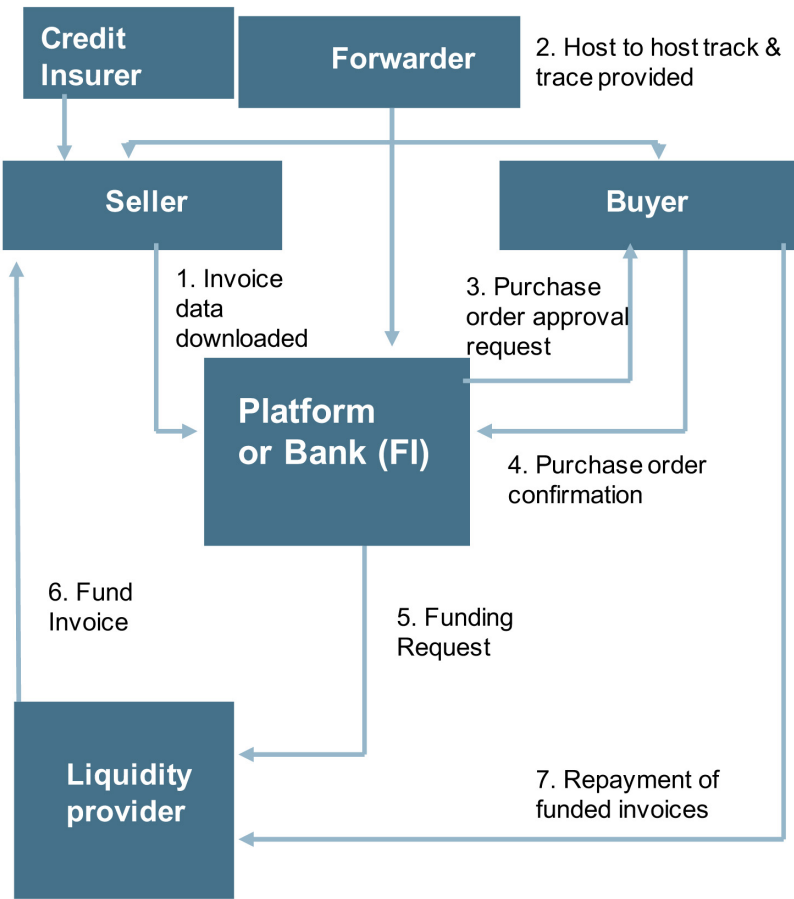 Credit
Insurer
Forwarder
2. Host to host track &
trace provided
Seller
Buyer
1. Invoice
data
downloaded
3. Purchase
order approval
request
Platform
or Bank (FI)
4. Purchase order
confirmation
6. Fund
Invoice
5. Funding
Request
Liquidity
provider
7. Repayment of
funded invoices